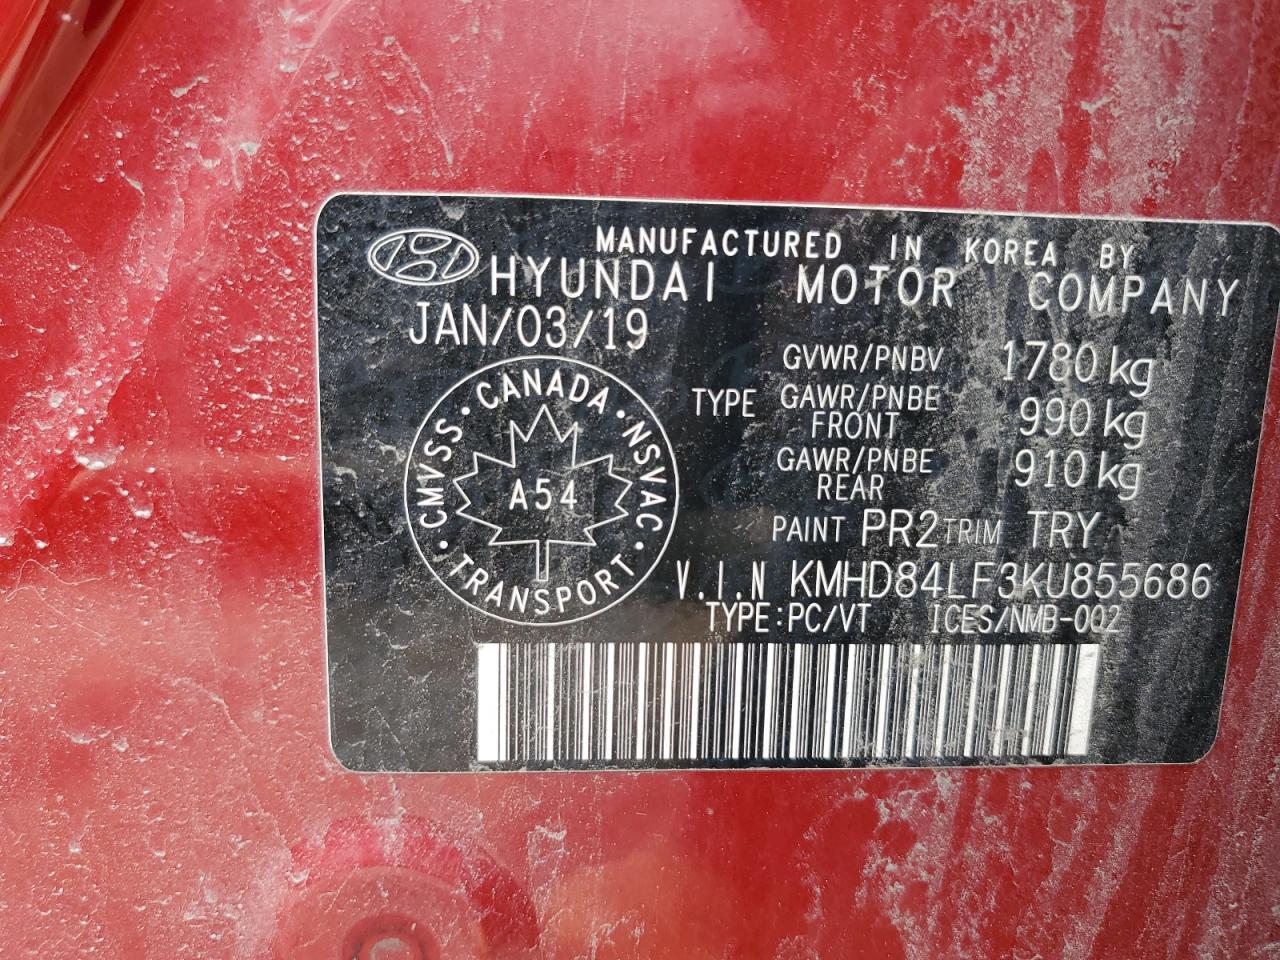 MANUFACTURED IN KOREA BY
HYUNDAI MOTOR COMPANY
JAN/03/19
GVWR/PNBV 1780 kg
TYPE GAWR/PNBE FRONT 990 kg
GAWR/PNBE REAR 910 kg
CMVSS · CANADA · NSVAC · TRANSPORT ·
A54
PAINT PR2 TRIM TRY
V.I.N KMHD84LF3KU855686
TYPE:PC/VT ICES/NMB-002